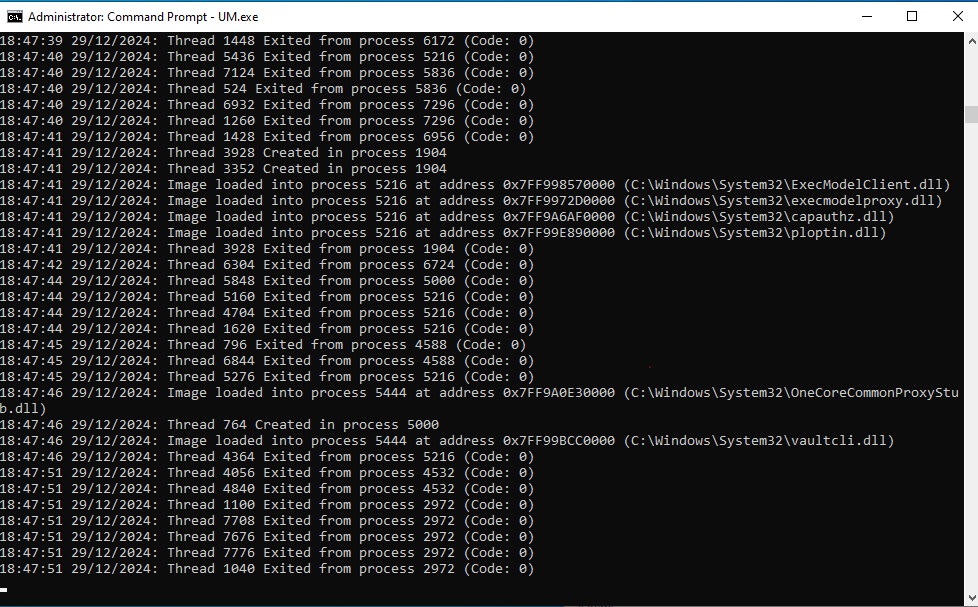 Administrator: Command Prompt - UM.exe
18:47:39 29/12/2024: Thread 1448 Exited from process 6172 (Code: 0)
18:47:40 29/12/2024: Thread 5436 Exited from process 5216 (Code: 0)
18:47:40 29/12/2024: Thread 7124 Exited from process 5836 (Code: 0)
18:47:40 29/12/2024: Thread 524 Exited from process 5836 (Code: 0)
18:47:40 29/12/2024: Thread 6932 Exited from process 7296 (Code: 0)
18:47:40 29/12/2024: Thread 1260 Exited from process 7296 (Code: 0)
18:47:41 29/12/2024: Thread 1428 Exited from process 6956 (Code: 0)
18:47:41 29/12/2024: Thread 3928 Created in process 1904
18:47:41 29/12/2024: Thread 3352 Created in process 1904
18:47:41 29/12/2024: Image loaded into process 5216 at address 0x7FF998570000 (C:\Windows\System32\ExecModelClient.dll)
18:47:41 29/12/2024: Image loaded into process 5216 at address 0x7FF9972D0000 (C:\Windows\System32\execmodelproxy.dll)
18:47:41 29/12/2024: Image loaded into process 5216 at address 0x7FF9A6AF0000 (C:\Windows\System32\capauthz.dll)
18:47:41 29/12/2024: Image loaded into process 5216 at address 0x7FF99E890000 (C:\Windows\System32\ploptin.dll)
18:47:41 29/12/2024: Thread 3928 Exited from process 1904 (Code: 0)
18:47:42 29/12/2024: Thread 6304 Exited from process 6724 (Code: 0)
18:47:44 29/12/2024: Thread 5848 Exited from process 5000 (Code: 0)
18:47:44 29/12/2024: Thread 5160 Exited from process 5216 (Code: 0)
18:47:44 29/12/2024: Thread 4704 Exited from process 5216 (Code: 0)
18:47:44 29/12/2024: Thread 1620 Exited from process 5216 (Code: 0)
18:47:45 29/12/2024: Thread 796 Exited from process 4588 (Code: 0)
18:47:45 29/12/2024: Thread 6844 Exited from process 4588 (Code: 0)
18:47:45 29/12/2024: Thread 5276 Exited from process 5216 (Code: 0)
18:47:46 29/12/2024: Image loaded into process 5444 at address 0x7FF9A0E30000 (C:\Windows\System32\OneCoreCommonProxyStu
b.dll)
18:47:46 29/12/2024: Thread 764 Created in process 5000
18:47:46 29/12/2024: Image loaded into process 5444 at address 0x7FF99BCC0000 (C:\Windows\System32\vaultcli.dll)
18:47:46 29/12/2024: Thread 4364 Exited from process 5216 (Code: 0)
18:47:51 29/12/2024: Thread 4056 Exited from process 4532 (Code: 0)
18:47:51 29/12/2024: Thread 4840 Exited from process 4532 (Code: 0)
18:47:51 29/12/2024: Thread 1100 Exited from process 2972 (Code: 0)
18:47:51 29/12/2024: Thread 7708 Exited from process 2972 (Code: 0)
18:47:51 29/12/2024: Thread 7676 Exited from process 2972 (Code: 0)
18:47:51 29/12/2024: Thread 7776 Exited from process 2972 (Code: 0)
18:47:51 29/12/2024: Thread 1040 Exited from process 2972 (Code: 0)